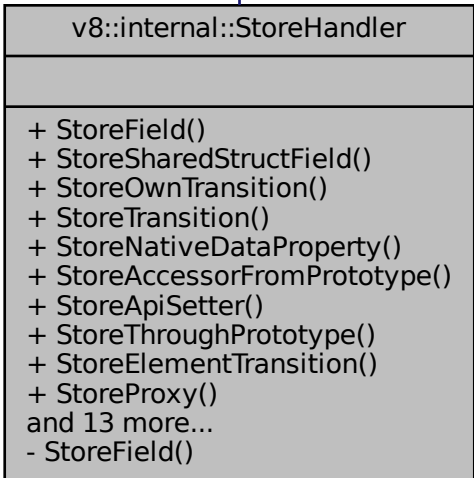 v8::internal::StoreHandler
+ StoreField()
+ StoreSharedStructField()
+ StoreOwnTransition()
+ StoreTransition()
+ StoreNativeDataProperty()
+ StoreAccessorFromPrototype()
+ StoreApiSetter()
+ StoreThroughPrototype()
+ StoreElementTransition()
+ StoreProxy()
and 13 more...
- StoreField()